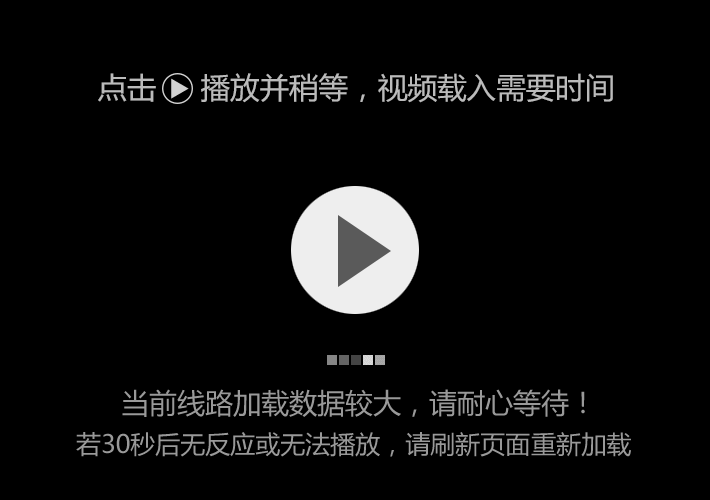 点击播放并稍等，视频载入需要时间
当前线路加载数据较大，请耐心等待！
若30秒后无反应或无法播放，请刷新页面重新加载